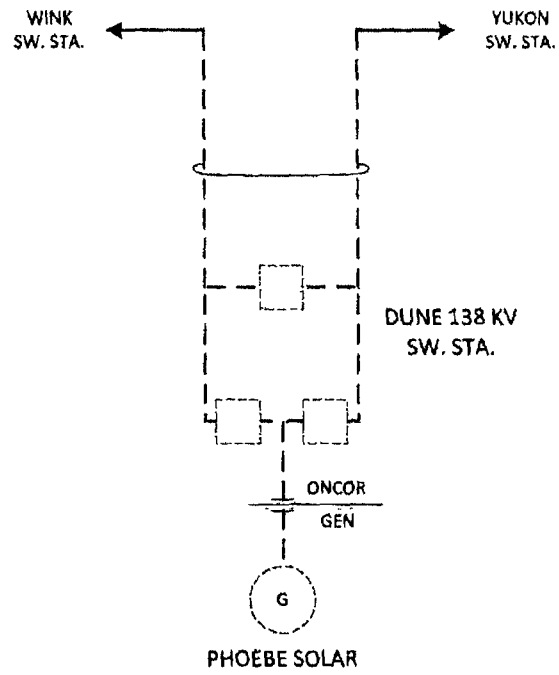 WINK
SW. STA.
YUKON
SW. STA.
DUNE 138 KV
SW. STA.
ONCOR
GEN
G
PHOEBE SOLAR